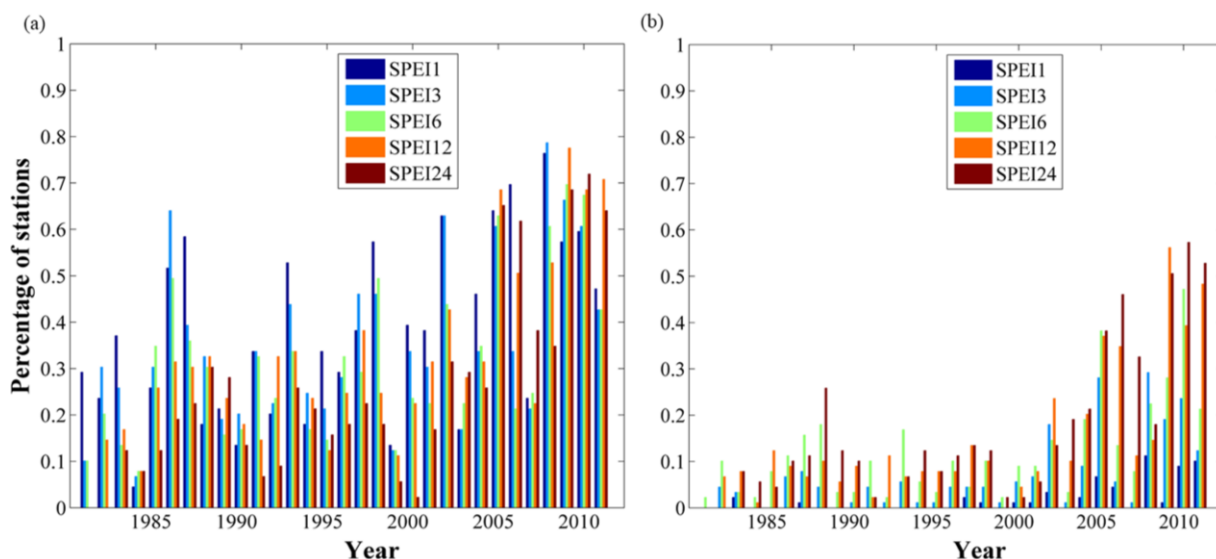 (a)
Percentage of stations
1
0.9
0.8
0.7
0.6
0.5
0.4
0.3
0.2
0.1
0
SPEI1
SPEI3
SPEI6
SPEI12
SPEI24
1985 1990 1995 2000 2005 2010
Year
(b)
1
0.9
0.8
0.7
0.6
0.5
0.4
0.3
0.2
0.1
0
SPEI1
SPEI3
SPEI6
SPEI12
SPEI24
1985 1990 1995 2000 2005 2010
Year